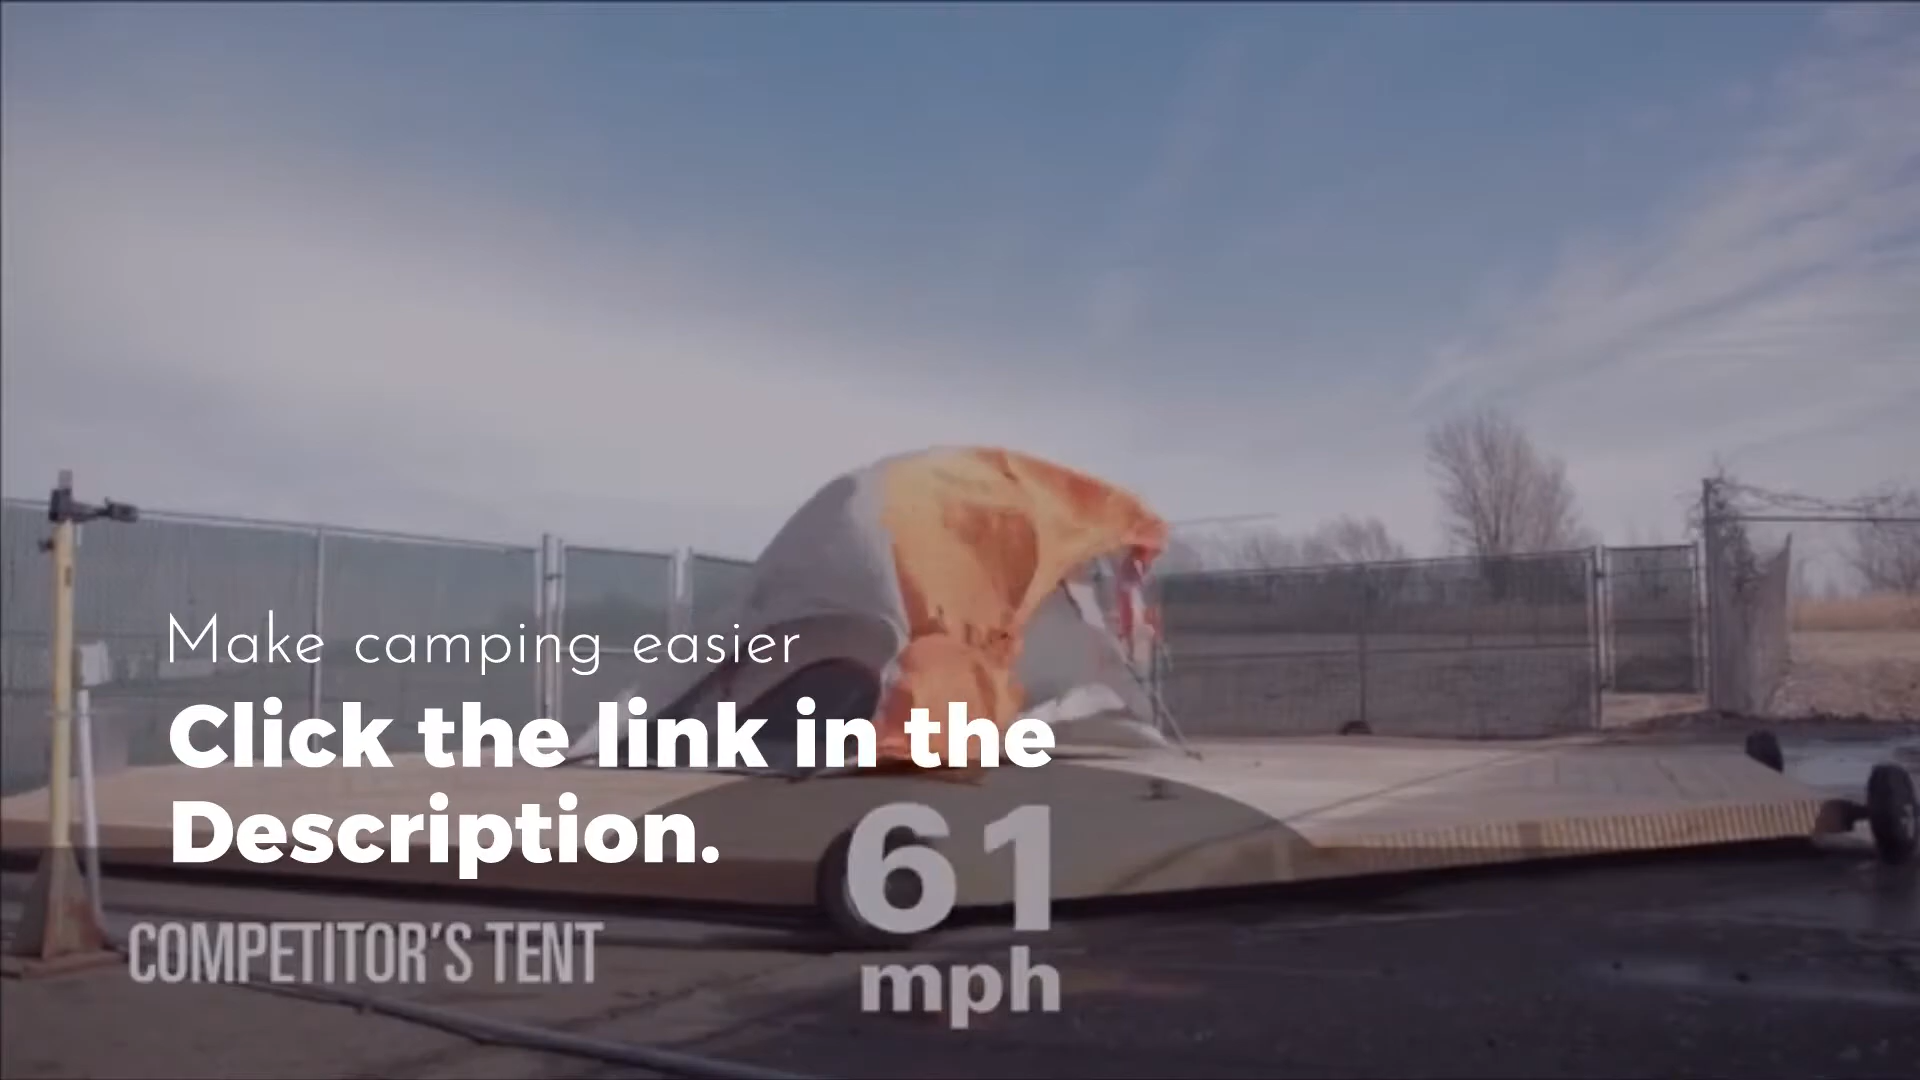 Make camping easier
Click the link in the
Description.
61
mph
COMPETITOR'S TENT